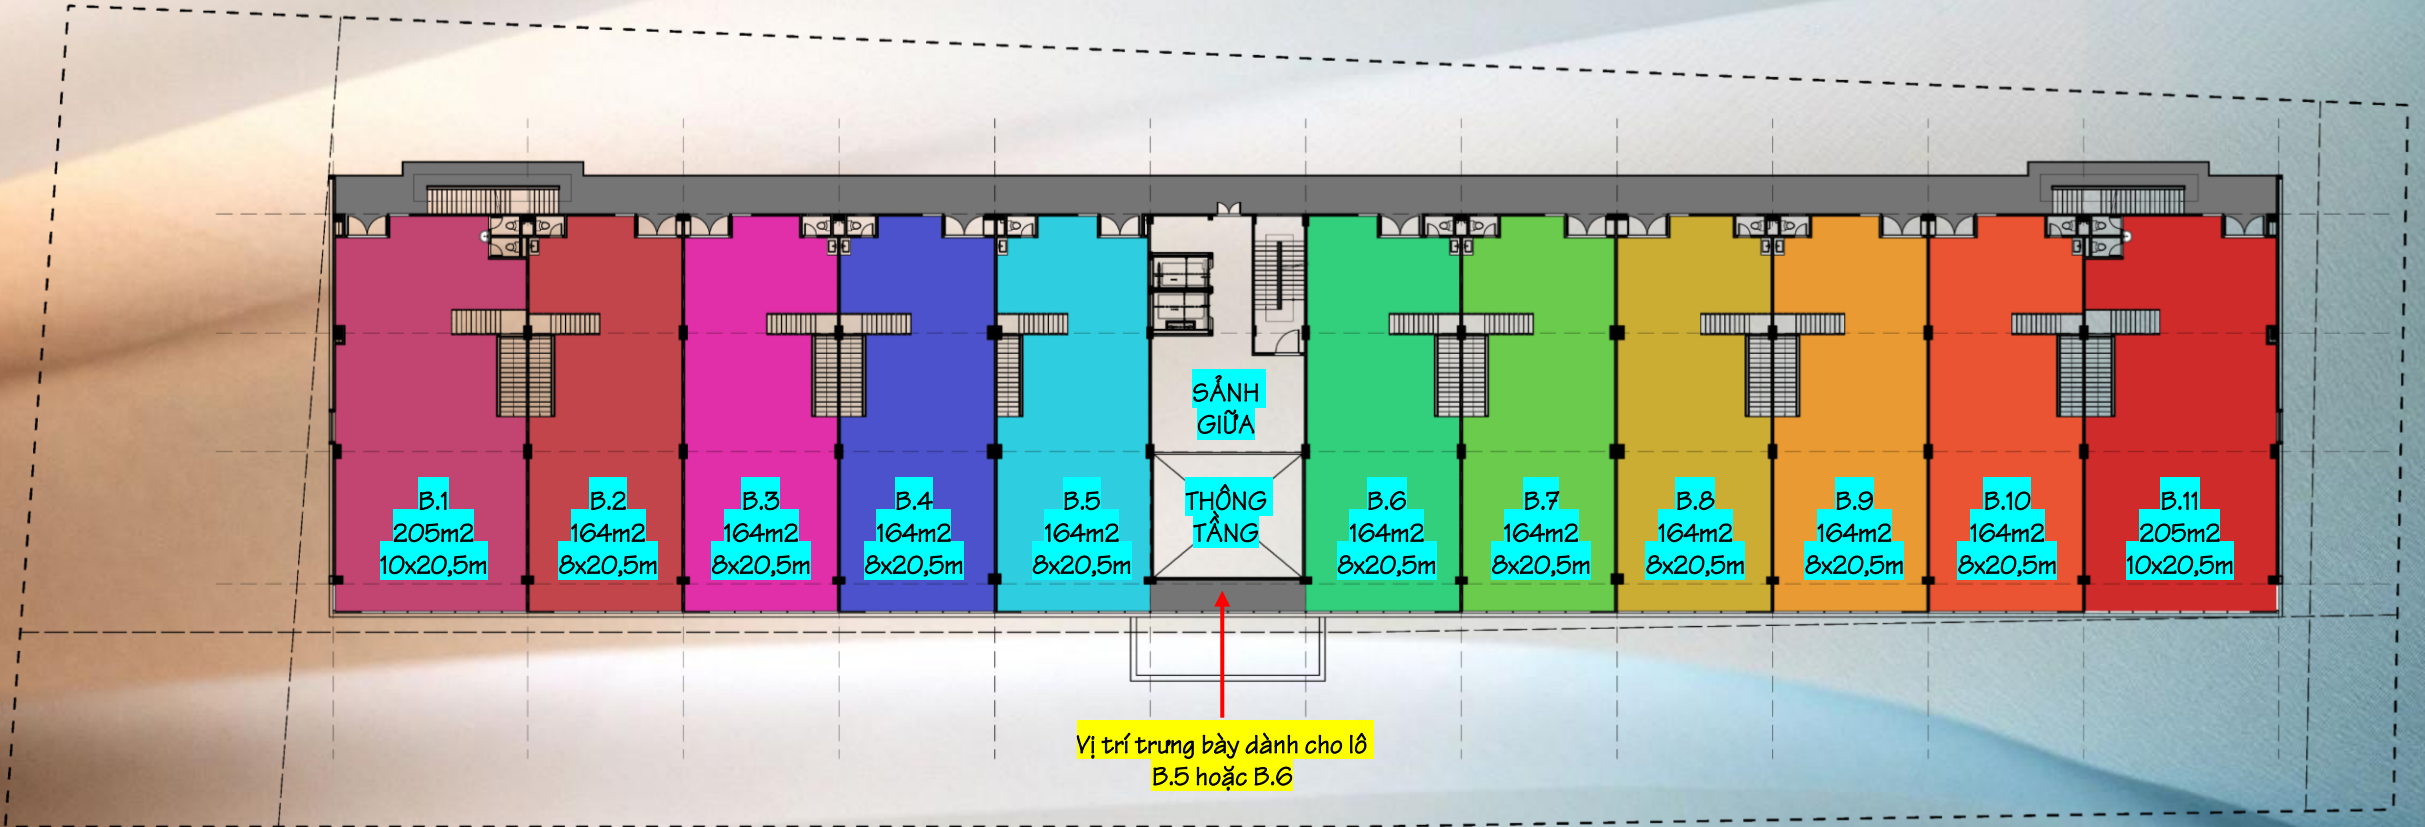 SẢNH
GIỮA
B.1
205m2
10x20,5m
B.2
164m2
8x20,5m
B.3
164m2
8x20,5m
B.4
164m2
8x20,5m
B.5
164m2
8x20,5m
THÔNG
TẦNG
B.6
164m2
8x20,5m
B.7
164m2
8x20,5m
B.8
164m2
8x20,5m
B.9
164m2
8x20,5m
B.10
164m2
8x20,5m
B.11
205m2
10x20,5m
Vị trí trưng bày dành cho lô
B.5 hoặc B.6